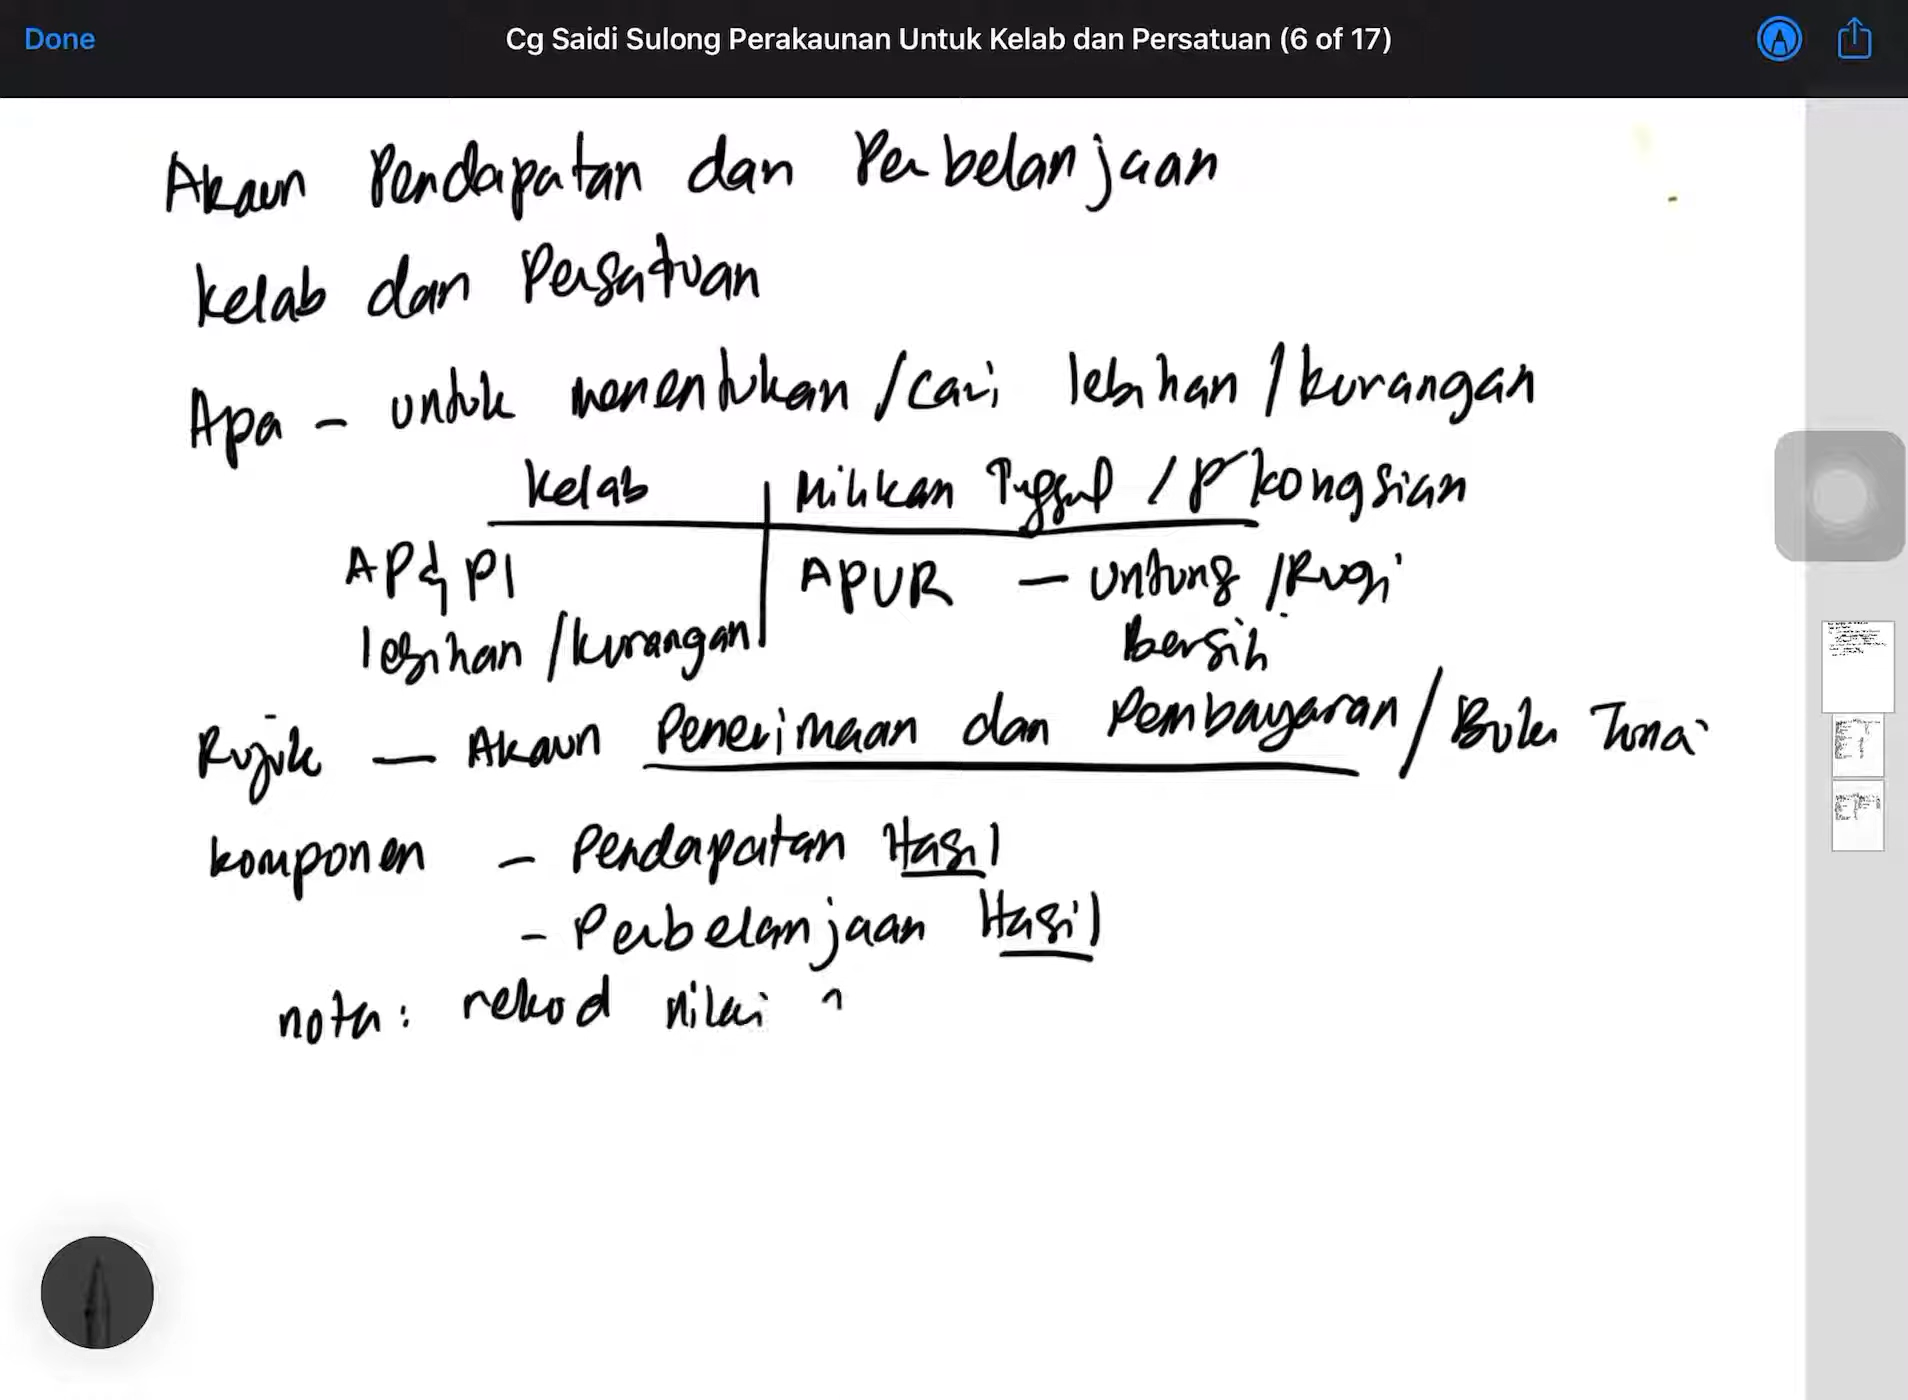 Done
Cg Saidi Sulong Perakaunan Untuk Kelab dan Persatuan (6 of 17)
Akaun Pendapatan dan Perbelanjaan
Kelab dan Persatuan
Apa - untuk menentukan / cari lebihan / kurangan
Kelab | Milikan Tunggal / Pkongsian
AP& Pl | APUR - Untung / Rugi
lebihan / kurangan | Bersih
Rujuk - Akaun Penerimaan dan Pembayaran / Buku Tunai
komponen - Pendapatan Hasil
- Perbelanjaan Hasil
nota: rekod nilai